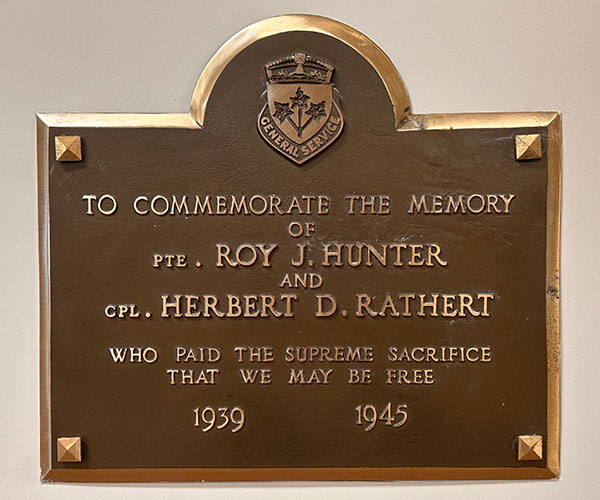 GENERAL SERVICE
TO COMMEMORATE THE MEMORY
OF
PTE. ROY J. HUNTER
AND
CPL. HERBERT D. RATHERT
WHO PAID THE SUPREME SACRIFICE
THAT WE MAY BE FREE
1939 1945